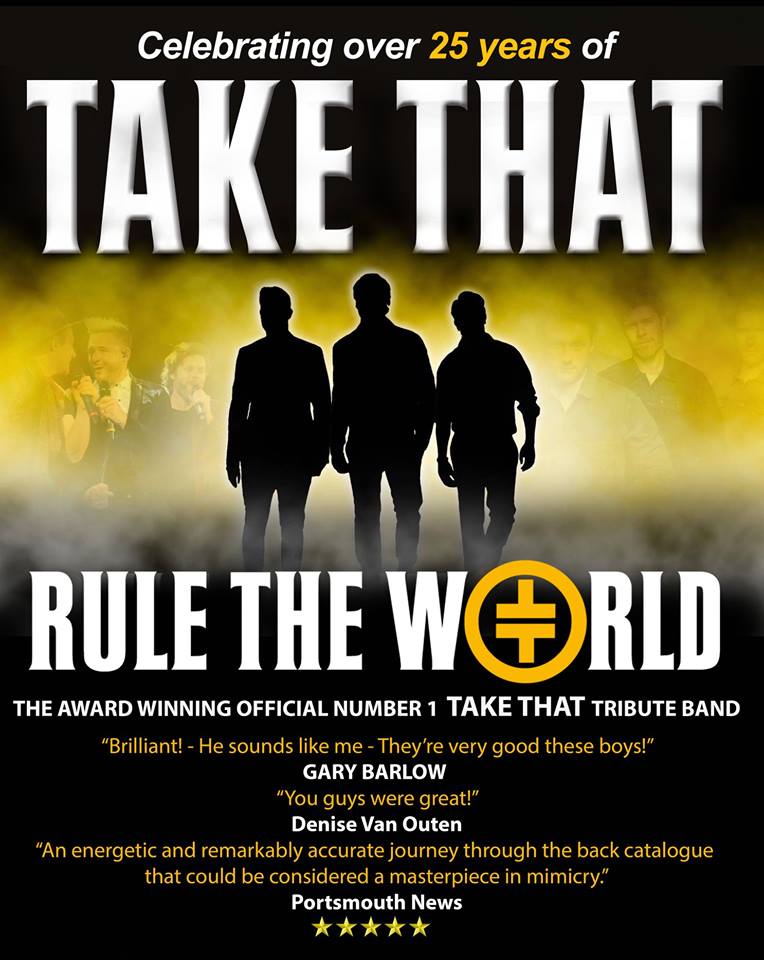 Celebrating over 25 years of
TAKE THAT
RULE THE WORLD
THE AWARD WINNING OFFICIAL NUMBER 1 TAKE THAT TRIBUTE BAND
“Brilliant! - He sounds like me - They’re very good these boys!”
GARY BARLOW
“You guys were great!”
Denise Van Outen
“An energetic and remarkably accurate journey through the back catalogue
that could be considered a masterpiece in mimicry.”
Portsmouth News